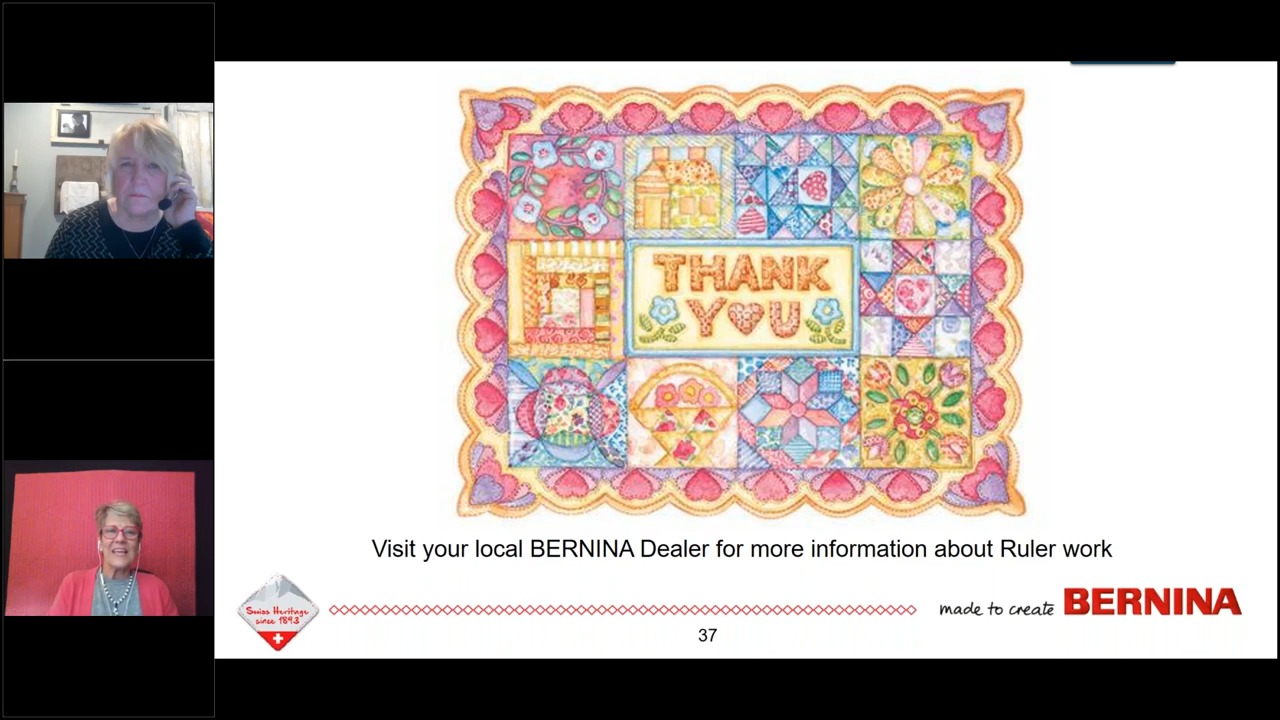 THANK
YOU
Visit your local BERNINA Dealer for more information about Ruler work
Swiss Heritage
since 1893
made to create BERNINA
37